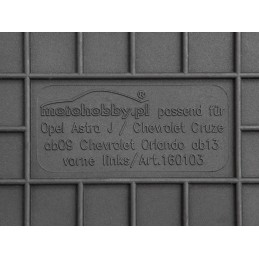 motohobby.pl® passend für
Opel Astra J / Chevrolet Cruze
ab09 Chevrolet Orlando ab13
vorne links/Art.160103